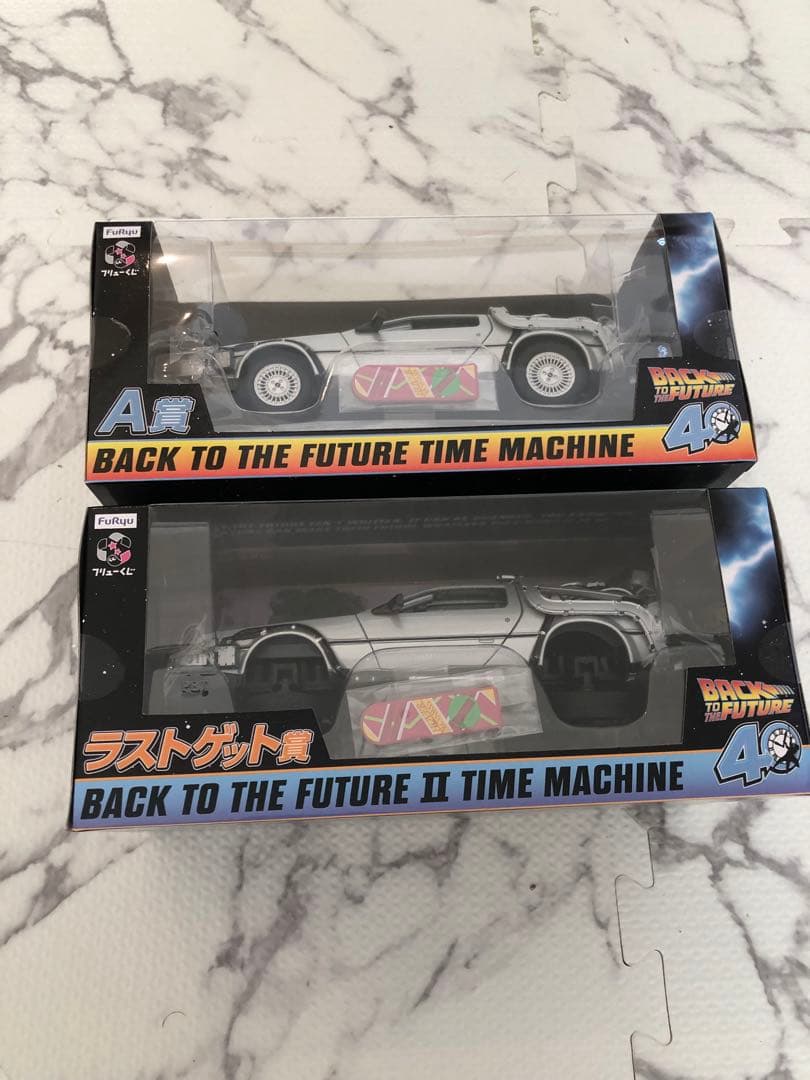 FuRyu
フリューくじ
A賞
BACK TO THE FUTURE
40
BACK TO THE FUTURE TIME MACHINE
FuRyu
フリューくじ
ラストゲット賞
BACK TO THE FUTURE
40
BACK TO THE FUTURE II TIME MACHINE